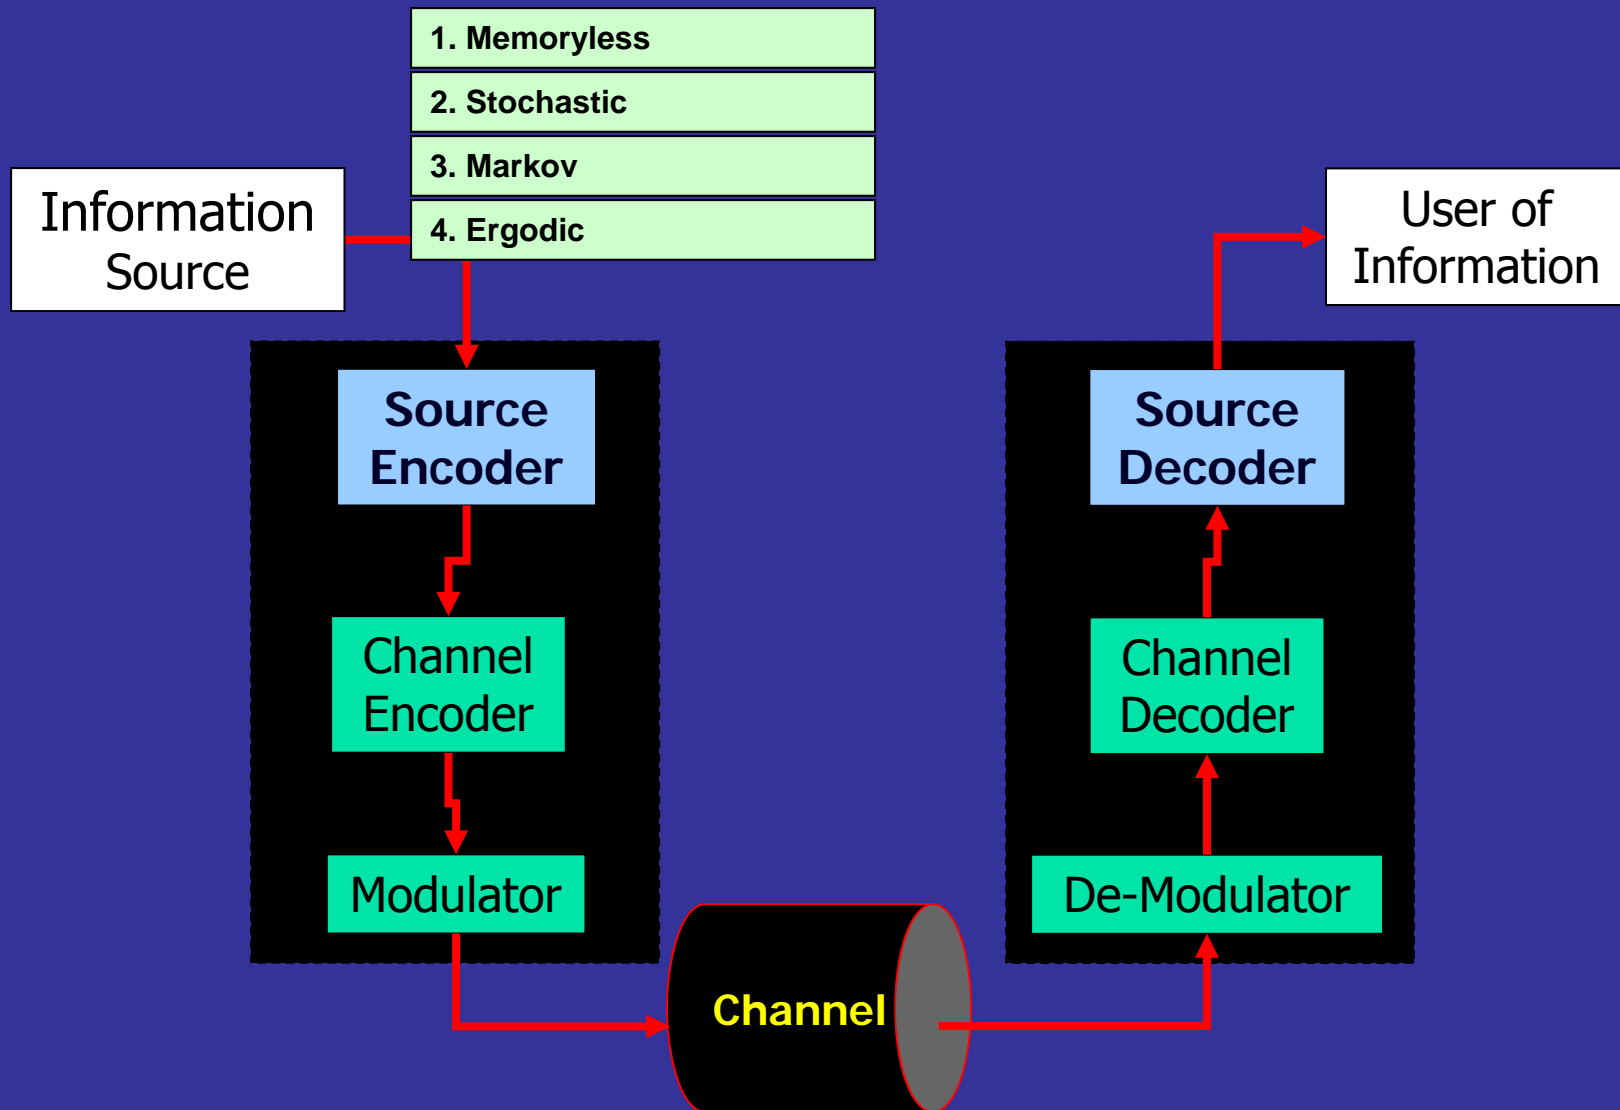 1. Memoryless
2. Stochastic
3. Markov
4. Ergodic
Information
Source
User of
Information
Source
Encoder
Source
Decoder
Channel
Encoder
Channel
Decoder
Modulator
De-Modulator
Channel